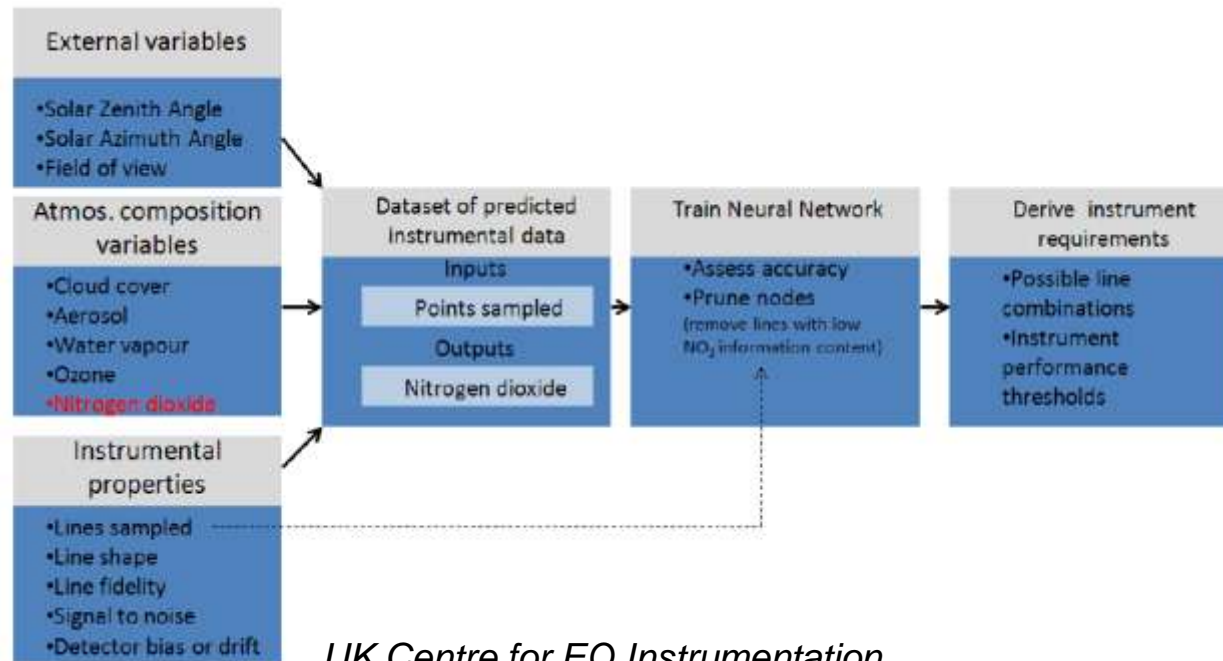 External variables
•Solar Zenith Angle
•Solar Azimuth Angle
•Field of view
Atmos. composition
variables
•Cloud cover
•Aerosol
•Water vapour
•Ozone
•Nitrogen dioxide
Instrumental
properties
•Lines sampled
•Line shape
•Line fidelity
•Signal to noise
•Detector bias or drift
Dataset of predicted
instrumental data
Inputs
Points sampled
Outputs
Nitrogen dioxide
Train Neural Network
•Assess accuracy
•Prune nodes
(remove lines with low
NO₂ information content)
Derive instrument
requirements
•Possible line
combinations
•Instrument
performance
thresholds
UK Centre for EO Instrumentation